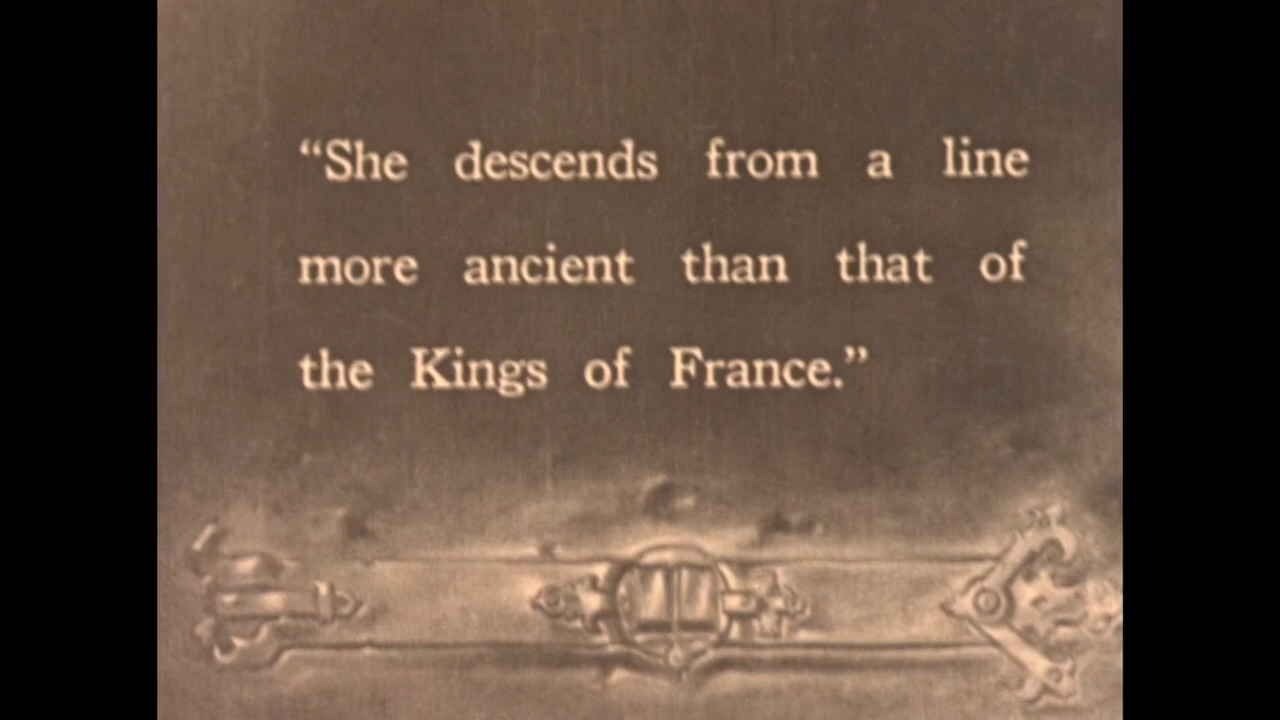 “She descends from a line
more ancient than that of
the Kings of France.”